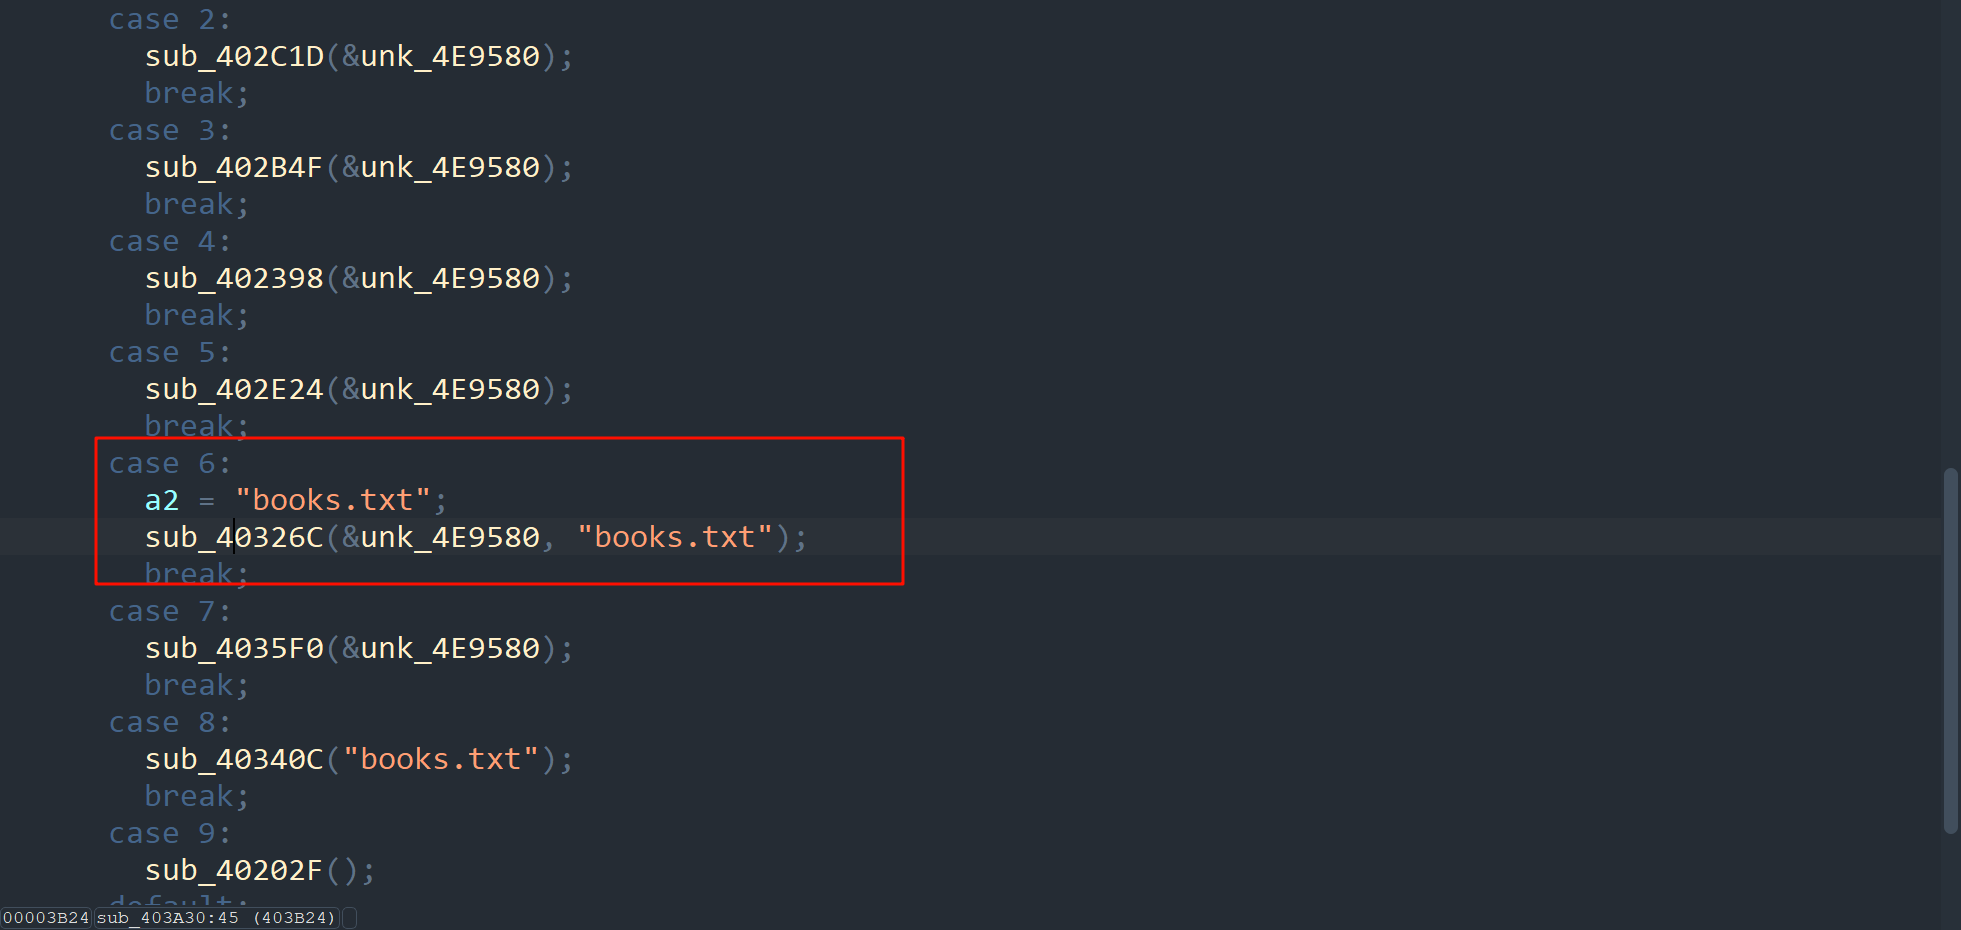 case 2:
sub_402C1D(&unk_4E9580);
break;
case 3:
sub_402B4F(&unk_4E9580);
break;
case 4:
sub_402398(&unk_4E9580);
break;
case 5:
sub_402E24(&unk_4E9580);
break;
case 6:
a2 = "books.txt";
sub_40326C(&unk_4E9580, "books.txt");
break;
case 7:
sub_4035F0(&unk_4E9580);
break;
case 8:
sub_40340C("books.txt");
break;
case 9:
sub_40202F();
default:
00003B24 sub_403A30:45 (403B24)